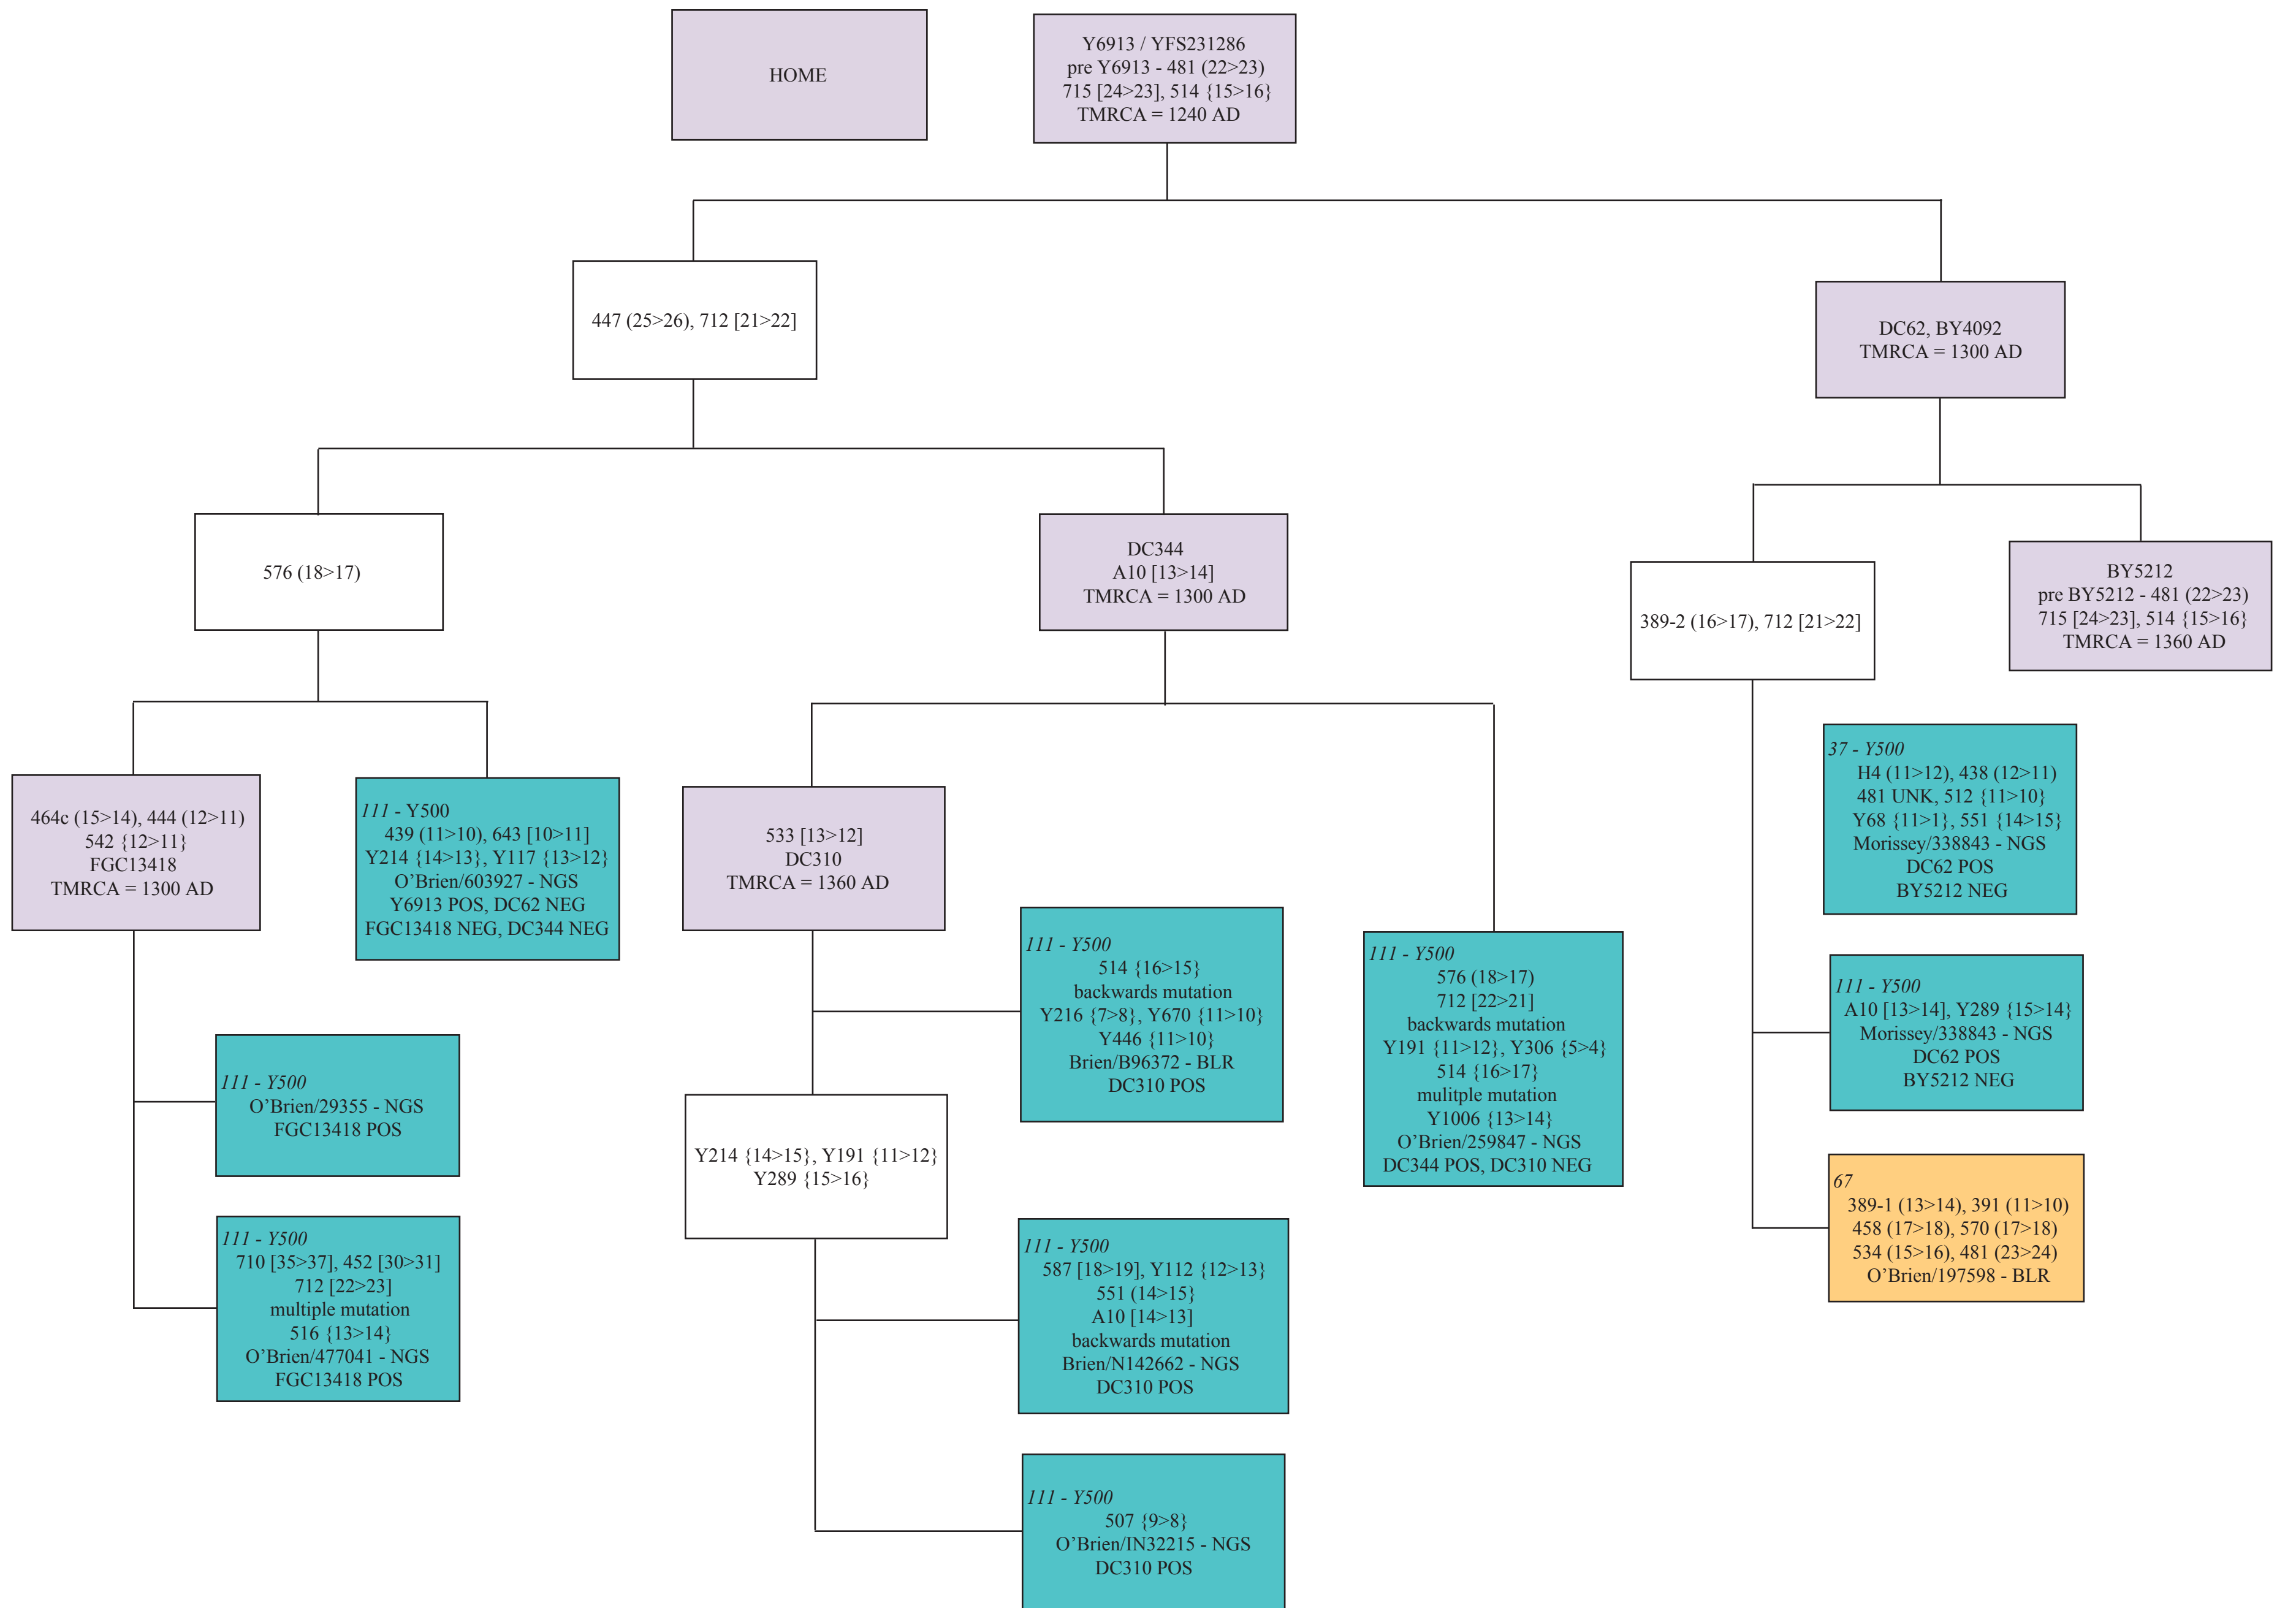 HOME
Y6913 / YFS231286
pre Y6913 - 481 (22>23)
715 [24>23], 514 {15>16}
TMRCA = 1240 AD
447 (25>26), 712 [21>22]
DC62, BY4092
TMRCA = 1300 AD
576 (18>17)
DC344
A10 [13>14]
TMRCA = 1300 AD
389-2 (16>17), 712 [21>22]
BY5212
pre BY5212 - 481 (22>23)
715 [24>23], 514 {15>16}
TMRCA = 1360 AD
464c (15>14), 444 (12>11)
542 {12>11}
FGC13418
TMRCA = 1300 AD
111 - Y500
439 (11>10), 643 [10>11]
Y214 {14>13}, Y117 {13>12}
O’Brien/603927 - NGS
Y6913 POS, DC62 NEG
FGC13418 NEG, DC344 NEG
533 [13>12]
DC310
TMRCA = 1360 AD
111 - Y500
514 {16>15}
backwards mutation
Y216 {7>8}, Y670 {11>10}
Y446 {11>10}
Brien/B96372 - BLR
DC310 POS
111 - Y500
576 (18>17)
712 [22>21]
backwards mutation
Y191 {11>12}, Y306 {5>4}
514 {16>17}
mulitple mutation
Y1006 {13>14}
O’Brien/259847 - NGS
DC344 POS, DC310 NEG
37 - Y500
H4 (11>12), 438 (12>11)
481 UNK, 512 {11>10}
Y68 {11>1}, 551 {14>15}
Morissey/338843 - NGS
DC62 POS
BY5212 NEG
111 - Y500
A10 [13>14], Y289 {15>14}
Morissey/338843 - NGS
DC62 POS
BY5212 NEG
67
389-1 (13>14), 391 (11>10)
458 (17>18), 570 (17>18)
534 (15>16), 481 (23>24)
O’Brien/197598 - BLR
111 - Y500
O’Brien/29355 - NGS
FGC13418 POS
111 - Y500
710 [35>37], 452 [30>31]
712 [22>23]
multiple mutation
516 {13>14}
O’Brien/477041 - NGS
FGC13418 POS
Y214 {14>15}, Y191 {11>12}
Y289 {15>16}
111 - Y500
587 [18>19], Y112 {12>13}
551 (14>15}
A10 [14>13]
backwards mutation
Brien/N142662 - NGS
DC310 POS
111 - Y500
507 {9>8}
O’Brien/IN32215 - NGS
DC310 POS